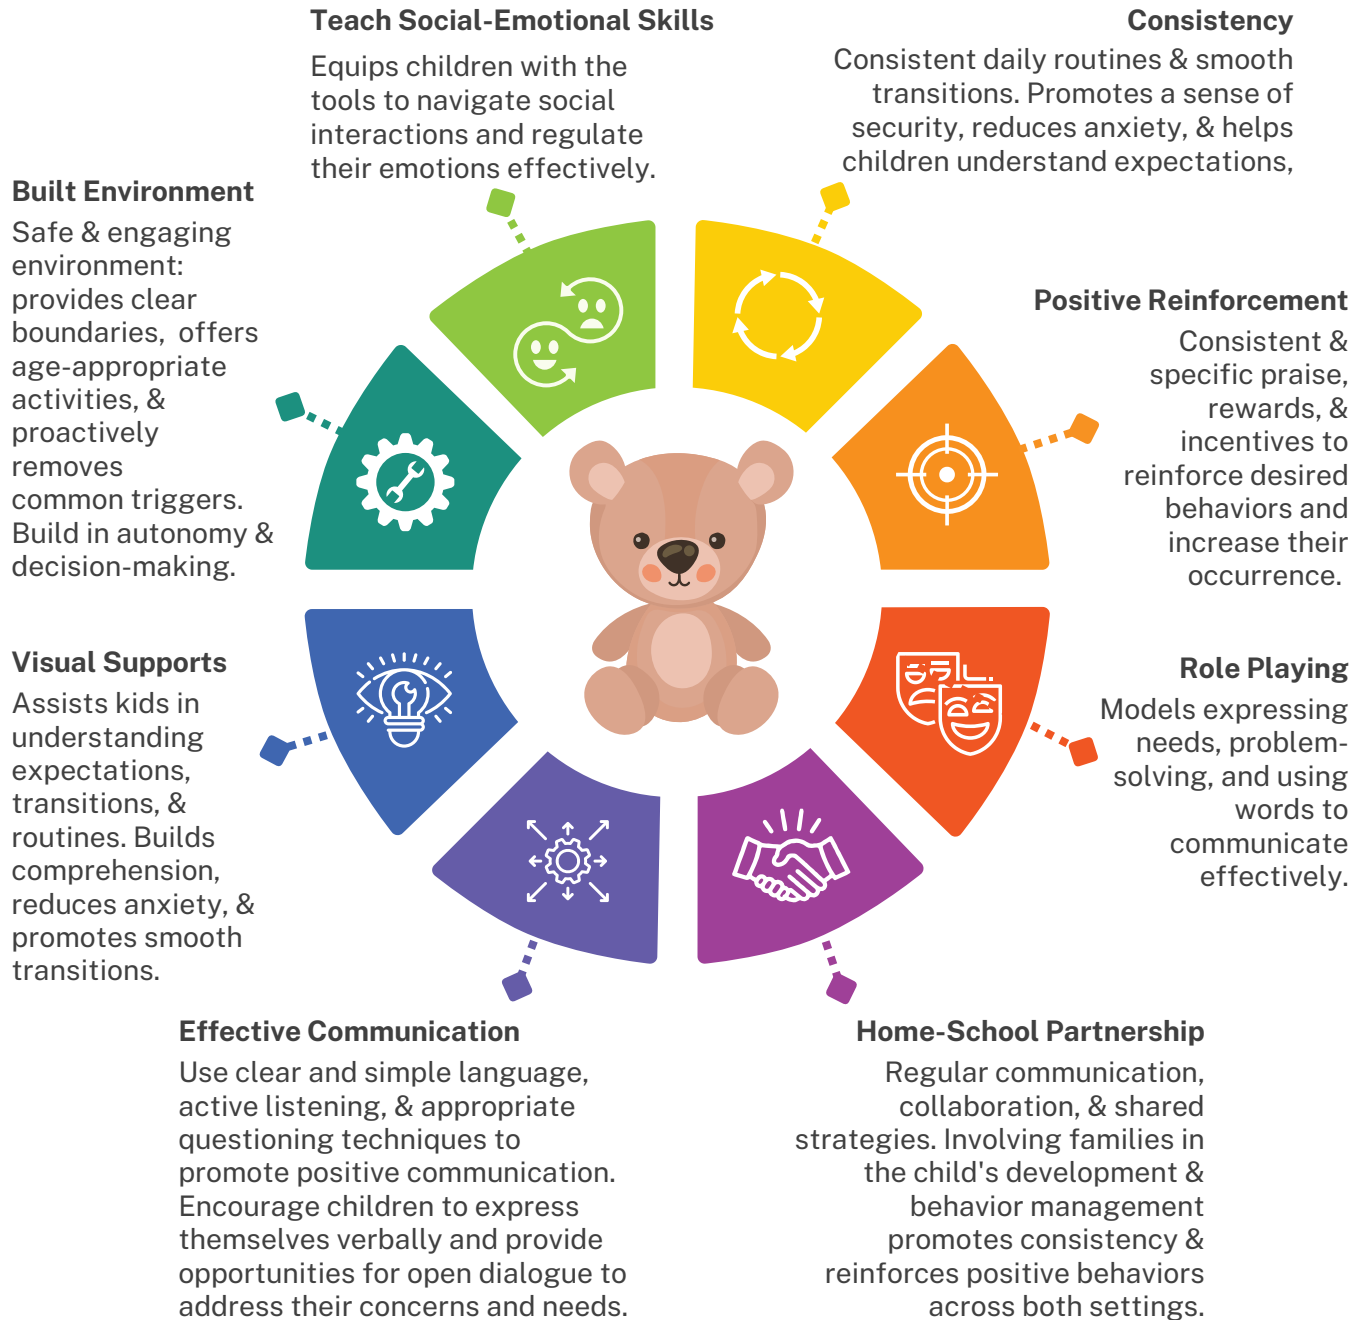 Teach Social-Emotional Skills
Equips children with the
tools to navigate social
interactions and regulate
their emotions effectively.
Consistency
Consistent daily routines & smooth
transitions. Promotes a sense of
security, reduces anxiety, & helps
children understand expectations,
Built Environment
Safe & engaging
environment:
provides clear
boundaries, offers
age-appropriate
activities, &
proactively
removes
common triggers.
Build in autonomy &
decision-making.
Positive Reinforcement
Consistent &
specific praise,
rewards, &
incentives to
reinforce desired
behaviors and
increase their
occurrence.
Visual Supports
Assists kids in
understanding
expectations,
transitions, &
routines. Builds
comprehension,
reduces anxiety, &
promotes smooth
transitions.
Role Playing
Models expressing
needs, problem-
solving, and using
words to
communicate
effectively.
Effective Communication
Use clear and simple language,
active listening, & appropriate
questioning techniques to
promote positive communication.
Encourage children to express
themselves verbally and provide
opportunities for open dialogue to
address their concerns and needs.
Home-School Partnership
Regular communication,
collaboration, & shared
strategies. Involving families in
the child's development &
behavior management
promotes consistency &
reinforces positive behaviors
across both settings.